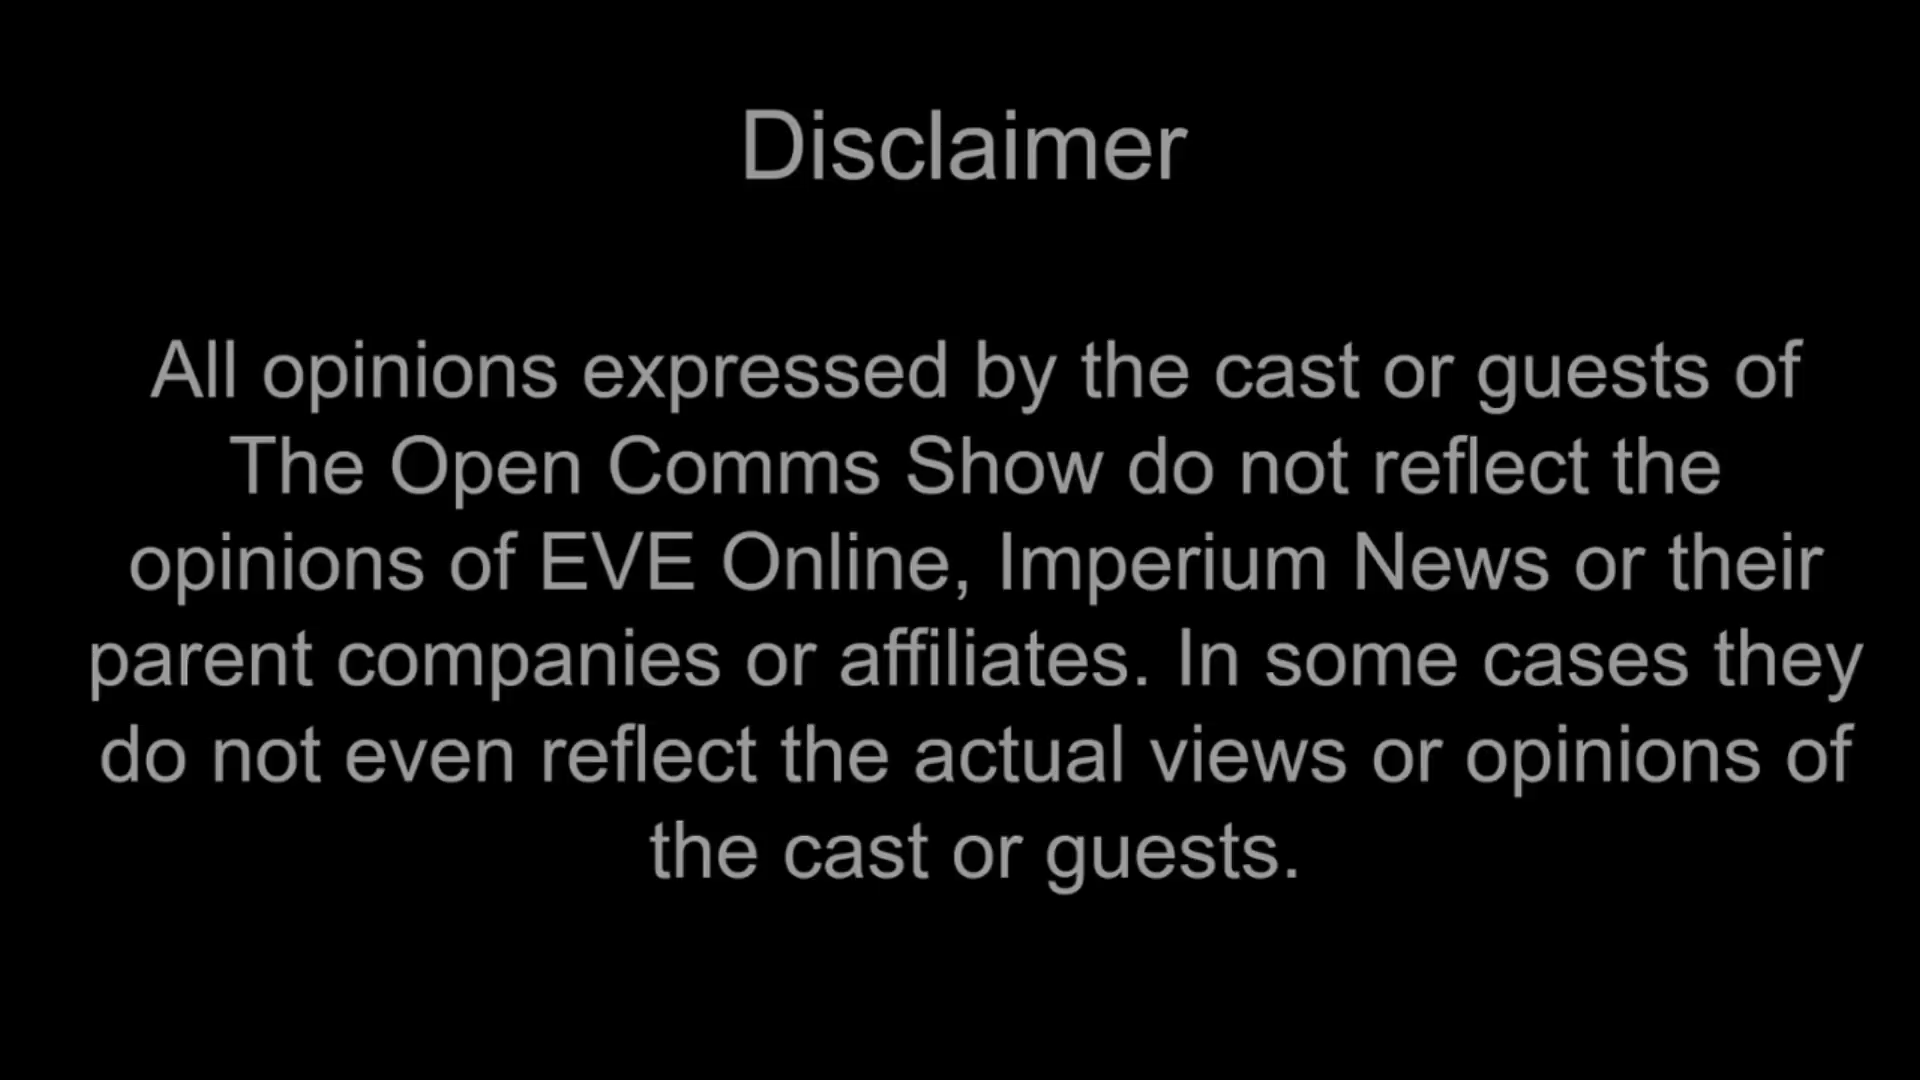 Disclaimer
All opinions expressed by the cast or guests of
The Open Comms Show do not reflect the
opinions of EVE Online, Imperium News or their
parent companies or affiliates. In some cases they
do not even reflect the actual views or opinions of
the cast or guests.